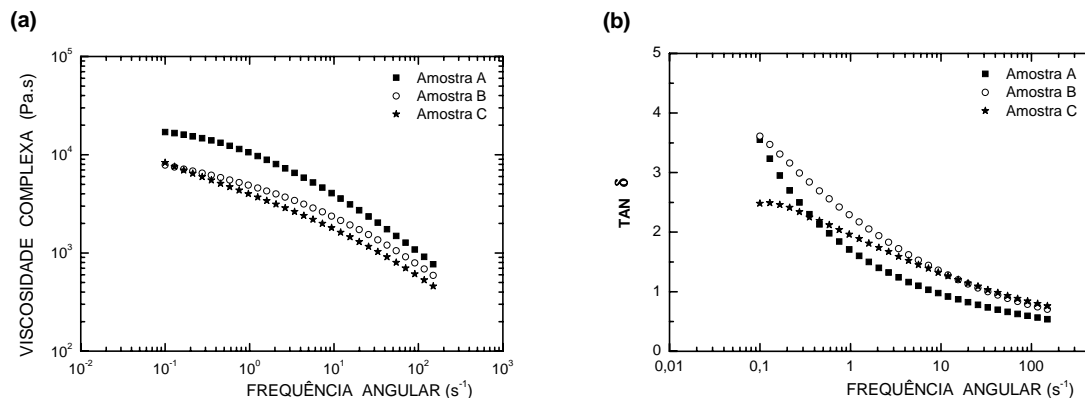 (a)
VISCOSIDADE COMPLEXA (Pa.s)
10^5
10^4
10^3
10^2
10^-2
10^-1
10^0
10^1
10^2
10^3
Amostra A
Amostra B
Amostra C
FREQUÊNCIA ANGULAR (s^-1)
(b)
TAN δ
5
4
3
2
1
0
0,01
0,1
1
10
100
Amostra A
Amostra B
Amostra C
FREQUÊNCIA ANGULAR (s^-1)